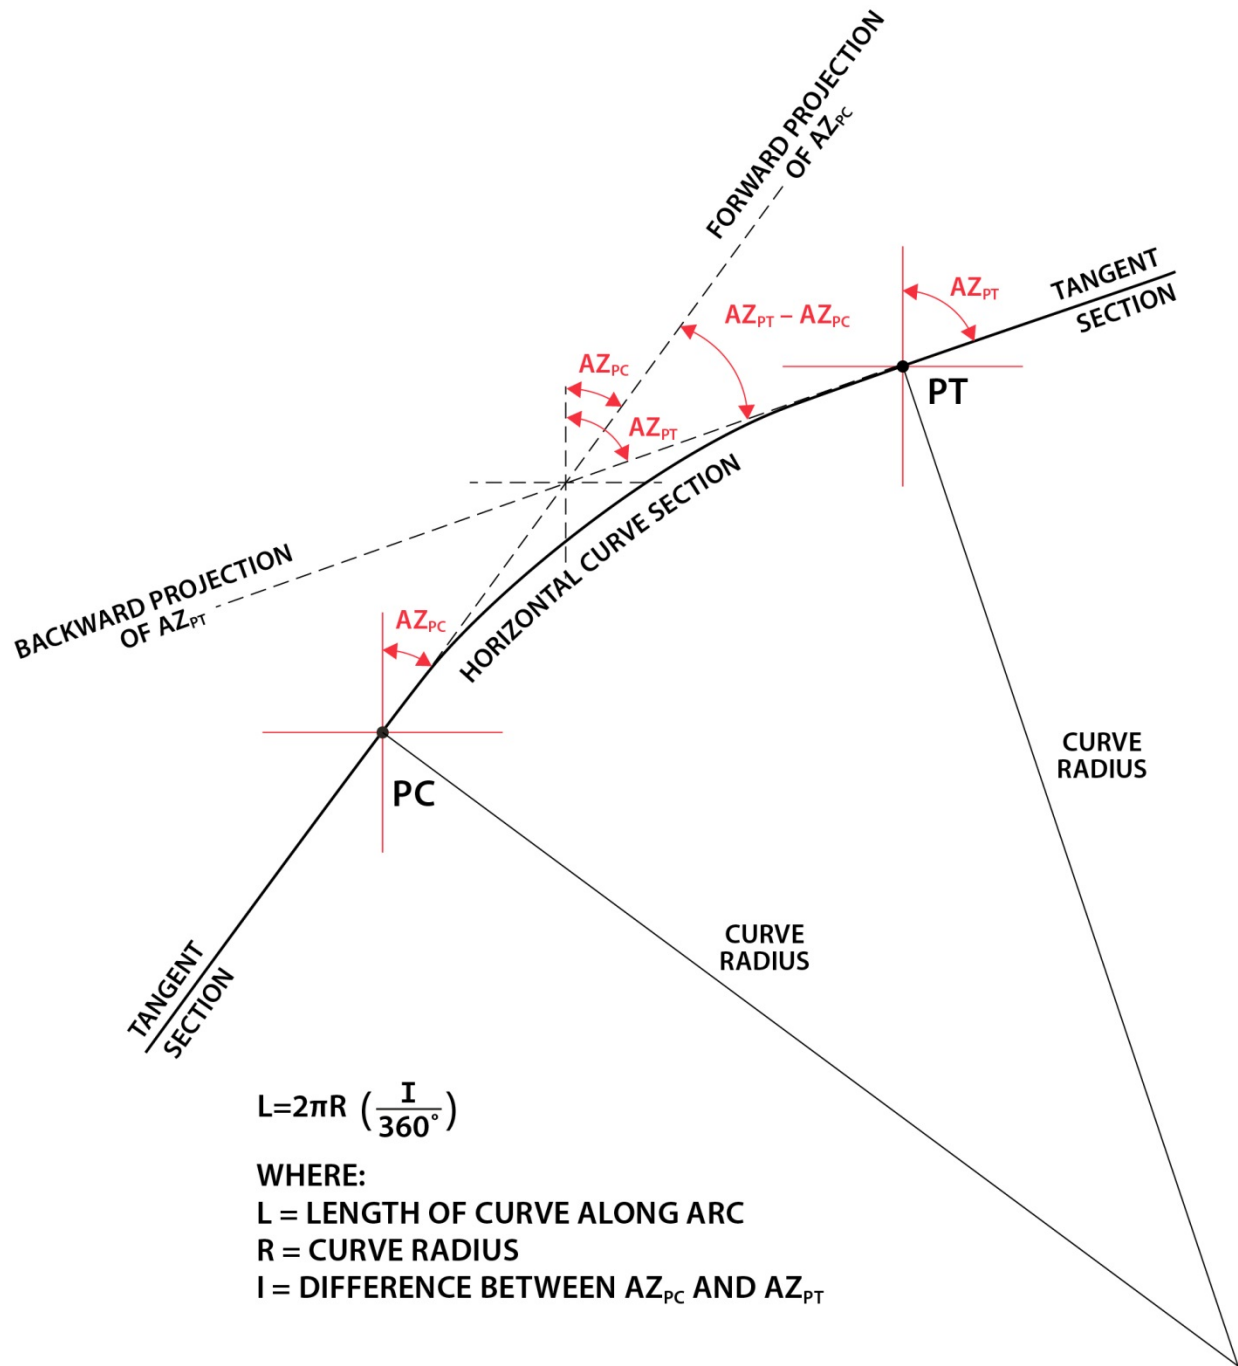 FORWARD PROJECTION
OF AZPC
TANGENT
SECTION
AZPT
AZPT – AZPC
PT
AZPC
AZPT
HORIZONTAL CURVE SECTION
BACKWARD PROJECTION
OF AZPT
AZPC
PC
CURVE
RADIUS
CURVE
RADIUS
TANGENT
SECTION
L=2πR (I/360°)
WHERE:
L = LENGTH OF CURVE ALONG ARC
R = CURVE RADIUS
I = DIFFERENCE BETWEEN AZPC AND AZPT